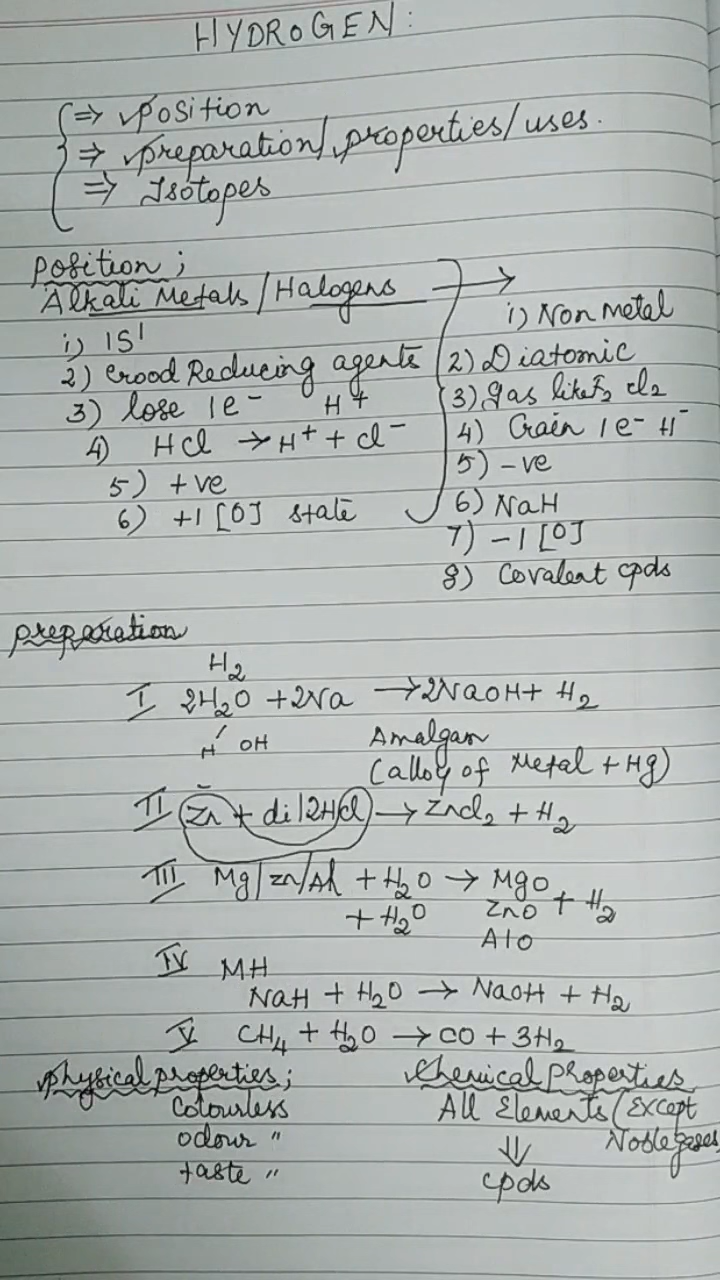 HYDROGEN:
⇒ position
⇒ preparation/properties/uses.
⇒ Isotopes
position;
Alkali Metals/Halogens →
i) 1S¹
2) Good Reducing agents
3) lose 1e⁻ H⁺
4) HCl → H⁺ + Cl⁻
5) +ve
6) +1 [O] state
i) Non metal
2) Diatomic
3) gas like F₂ Cl₂
4) Gain 1e⁻ H⁻
5) -ve
6) NaH
7) -1 [O]
8) Covalent cpds
preparation
H₂
I 2H₂O + 2Na → 2NaOH + H₂
H OH Amalgam
(alloy of Metal + Hg)
II Zn + dil 2HCl → ZnCl₂ + H₂
III Mg/Zn/Al + H₂O → MgO
+ H₂O ZnO + H₂
AlO
IV MH
NaH + H₂O → NaOH + H₂
V CH₄ + H₂O → CO + 3H₂
physical properties;
Colourless
odour "
taste "
Chemical Properties
All Elements (Except
Noble gases
⇓
cpds